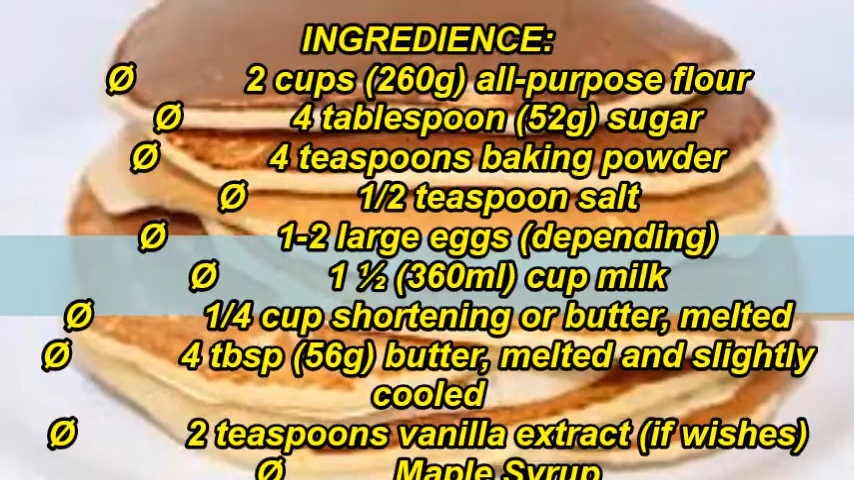 INGREDIENCE:
Ø 2 cups (260g) all-purpose flour
Ø 4 tablespoon (52g) sugar
Ø 4 teaspoons baking powder
Ø 1/2 teaspoon salt
Ø 1-2 large eggs (depending)
Ø 1 ½ (360ml) cup milk
Ø 1/4 cup shortening or butter, melted
Ø 4 tbsp (56g) butter, melted and slightly
cooled
Ø 2 teaspoons vanilla extract (if wishes)
Ø Maple Syrup